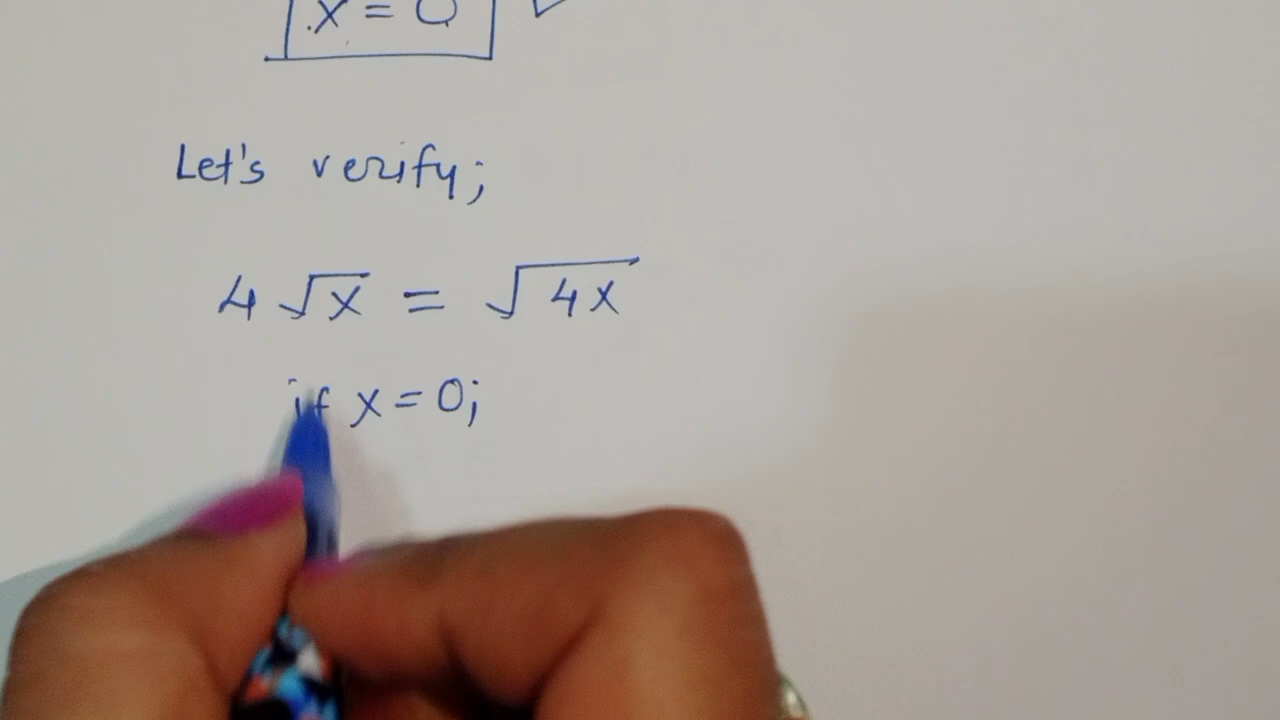 x = 0
Let's verify;
4 √x = √4x
if x = 0;